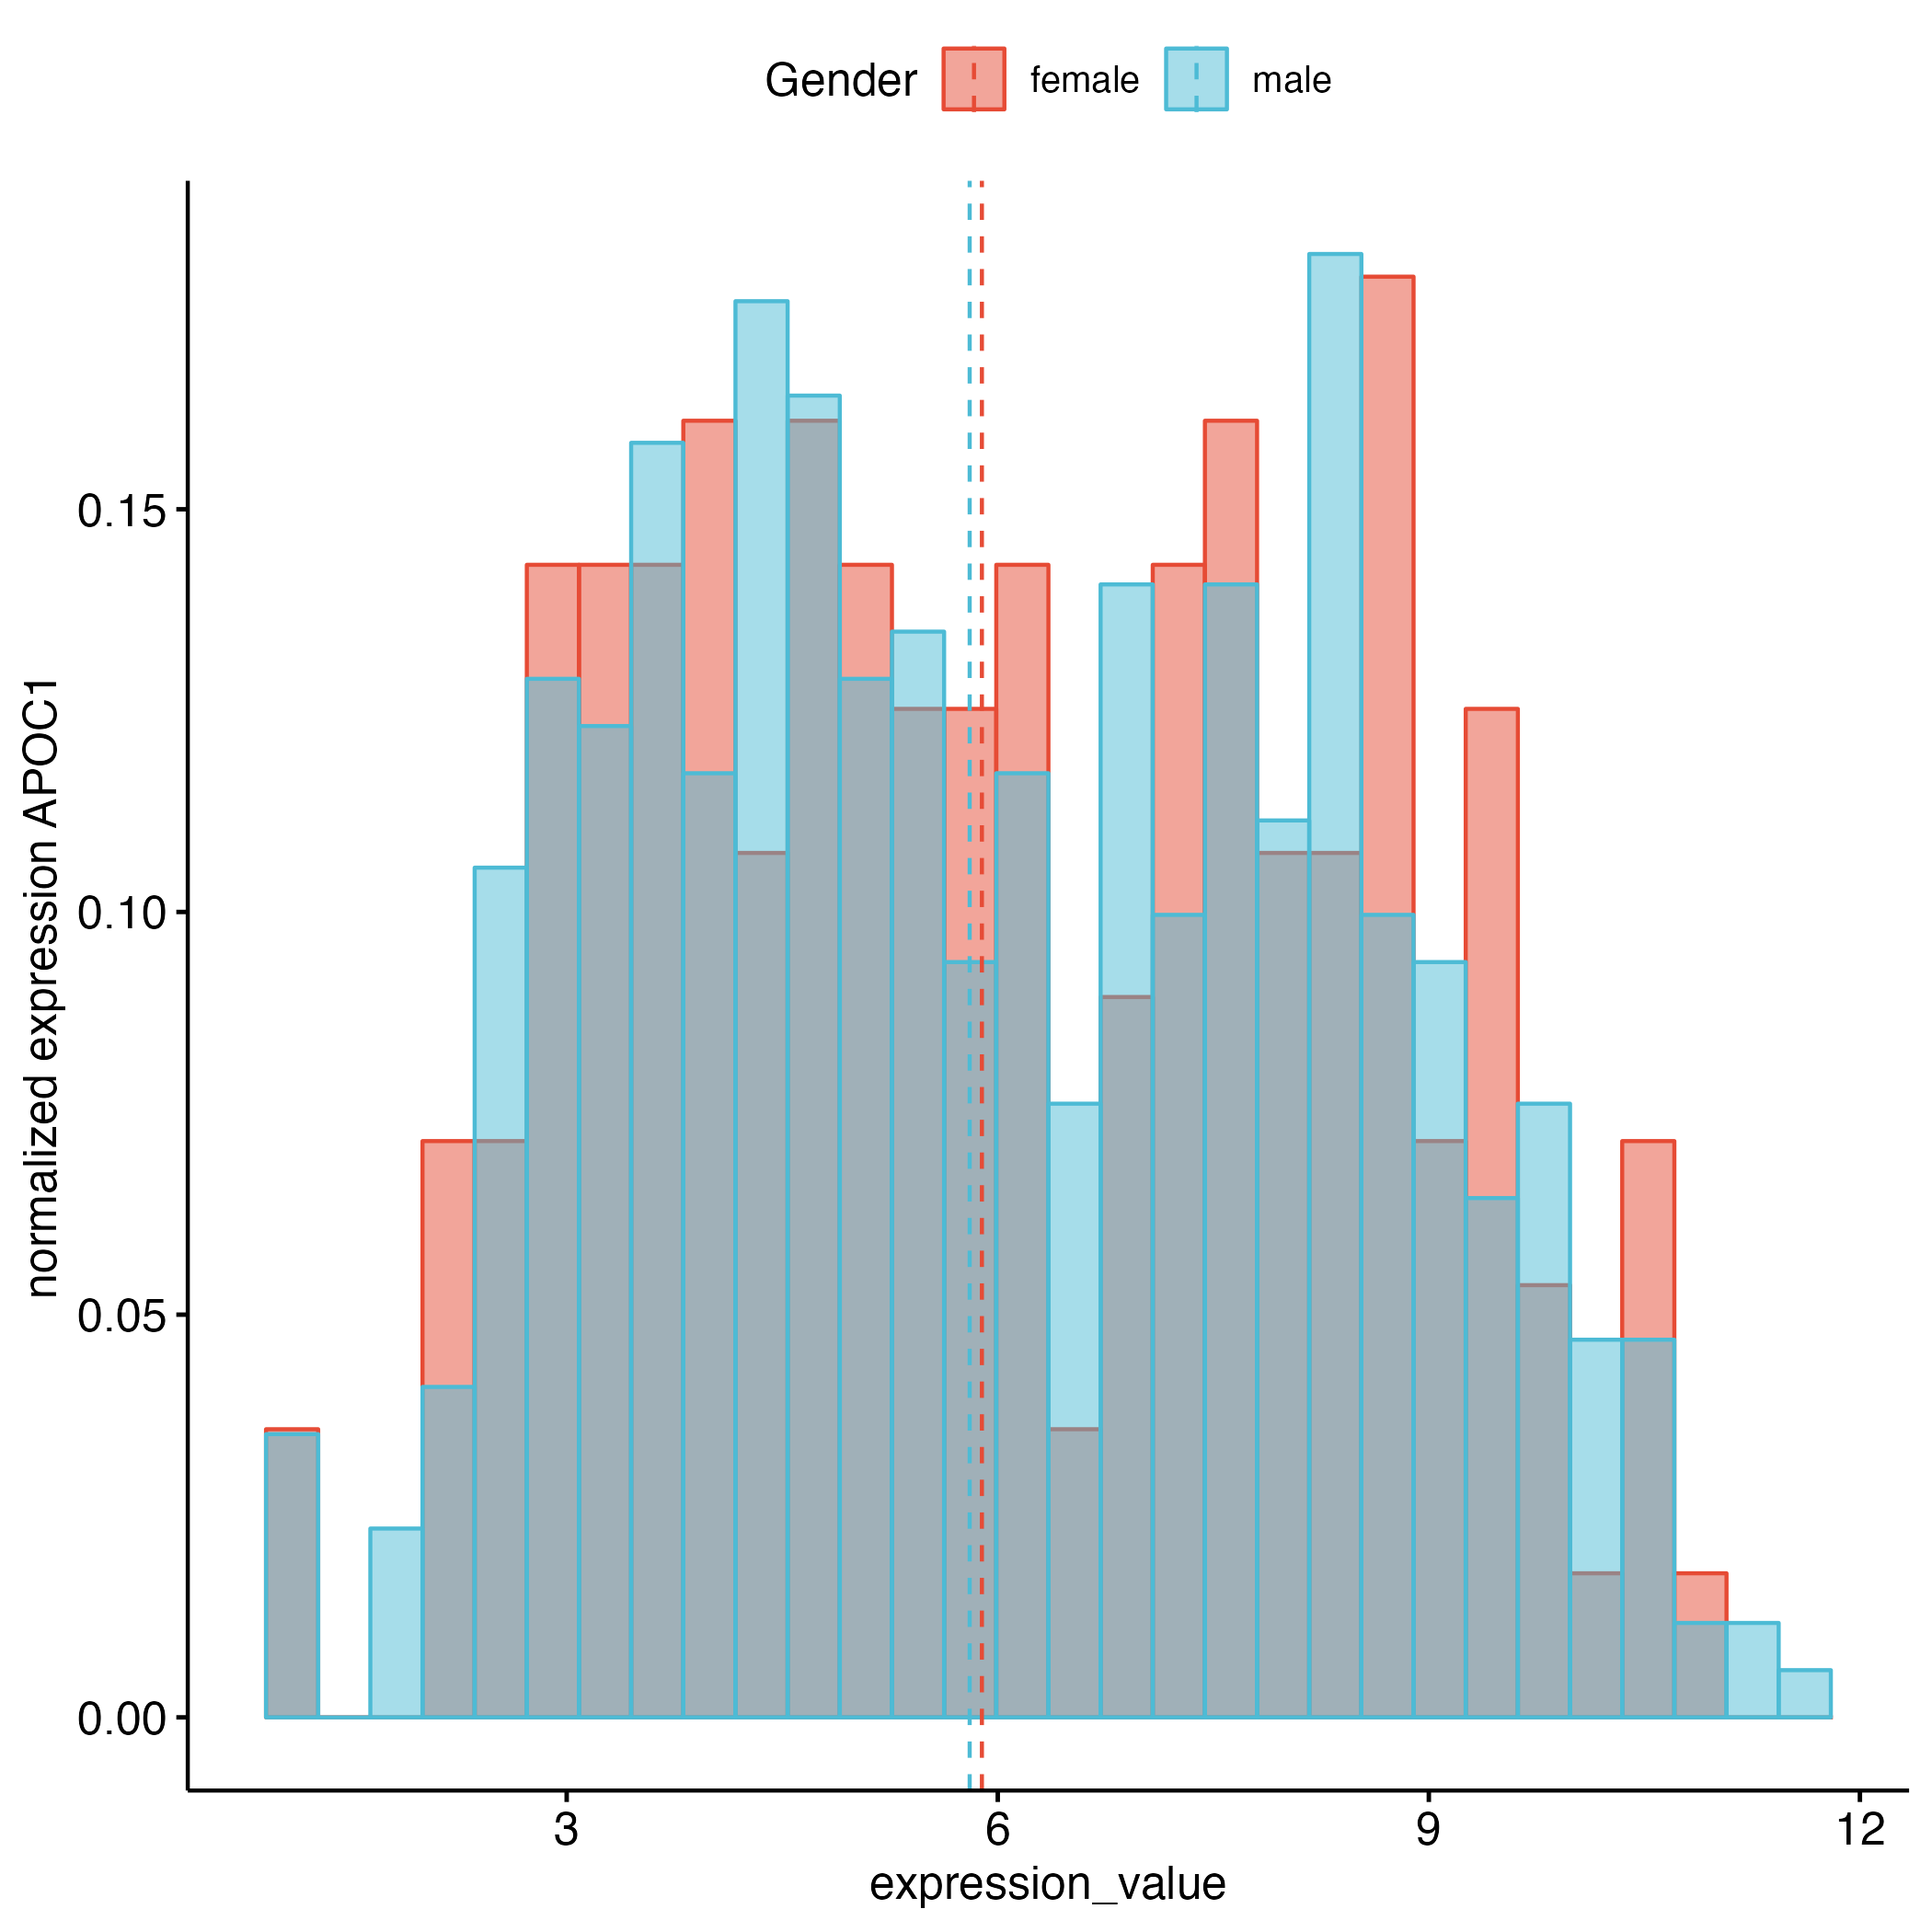 Gender female male
normalized expression APOC1
0.15
0.10
0.05
0.00
3 6 9 12
expression_value